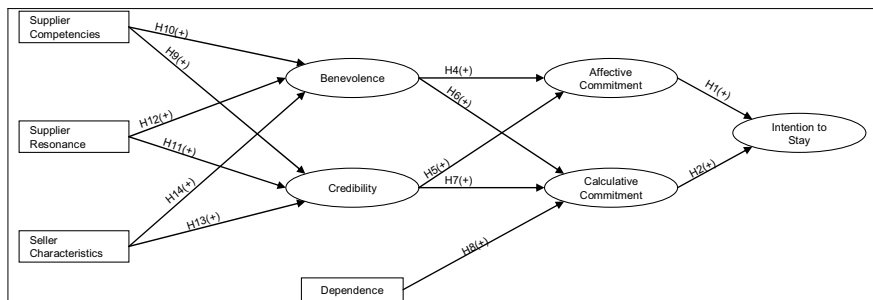 Supplier
Competencies
H10(+)
H9(+)
Benevolence
H4(+)
H6(+)
Affective
Commitment
H1(+)
Supplier
Resonance
H12(+)
H11(+)
Intention to
Stay
H14(+)
Credibility
H5(+)
H7(+)
Calculative
Commitment
H2(+)
Seller
Characteristics
H13(+)
H8(+)
Dependence